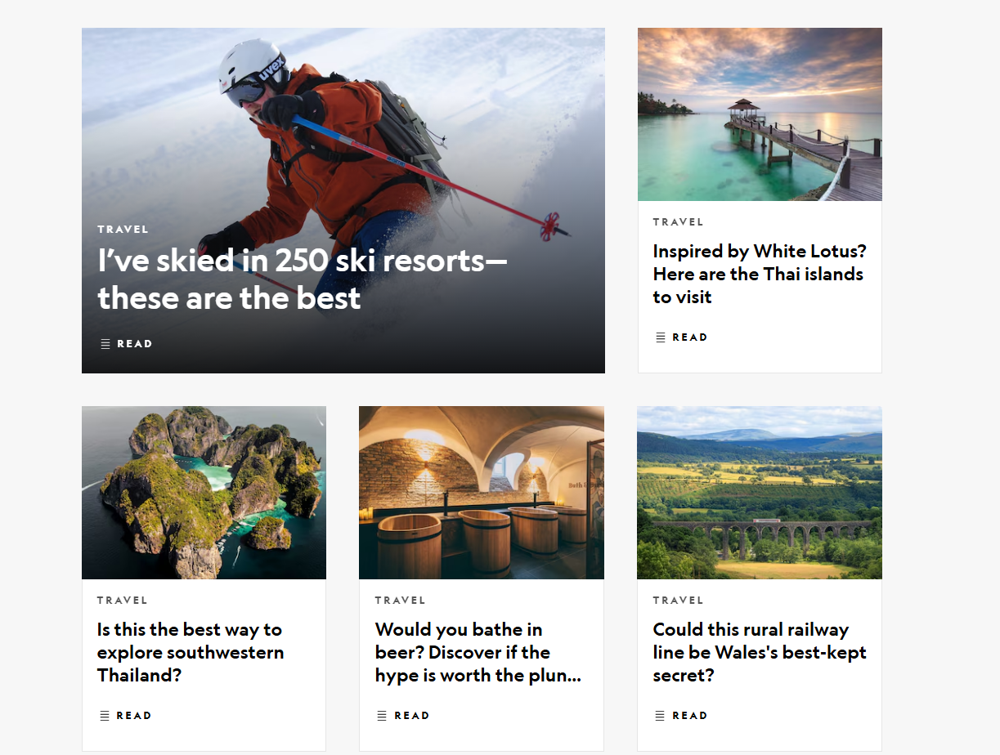 uvex
TRAVEL
I've skied in 250 ski resorts—
these are the best
READ
TRAVEL
Inspired by White Lotus?
Here are the Thai islands
to visit
READ
TRAVEL
Is this the best way to
explore southwestern
Thailand?
READ
TRAVEL
Would you bathe in
beer? Discover if the
hype is worth the plun...
READ
TRAVEL
Could this rural railway
line be Wales's best-kept
secret?
READ